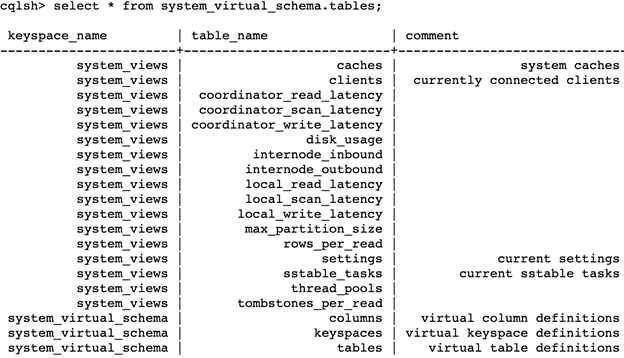 cqlsh> select * from system_virtual_schema.tables;
keyspace_name | table_name | comment
-----------------------+---------------------------+------------------------------
system_views | caches | system caches
system_views | clients | currently connected clients
system_views | coordinator_read_latency |
system_views | coordinator_scan_latency |
system_views | coordinator_write_latency |
system_views | disk_usage |
system_views | internode_inbound |
system_views | internode_outbound |
system_views | local_read_latency |
system_views | local_scan_latency |
system_views | local_write_latency |
system_views | max_partition_size |
system_views | rows_per_read |
system_views | settings | current settings
system_views | sstable_tasks | current sstable tasks
system_views | thread_pools |
system_views | tombstones_per_read |
system_virtual_schema | columns | virtual column definitions
system_virtual_schema | keyspaces | virtual keyspace definitions
system_virtual_schema | tables | virtual table definitions